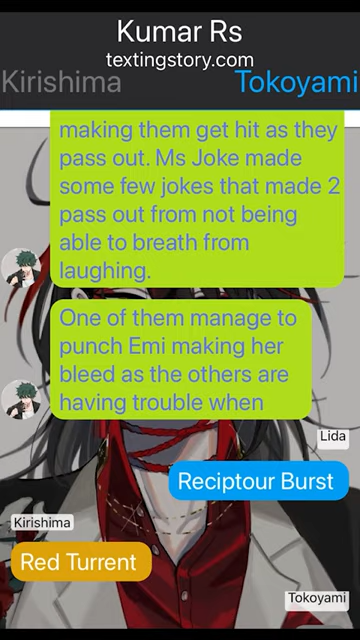 Kumar Rs
textingstory.com
Kirishima Tokoyami
making them get hit as they
pass out. Ms Joke made
some few jokes that made 2
pass out from not being
able to breath from
laughing.
One of them manage to
punch Emi making her
bleed as the others are
having trouble when
Lida
Reciptour Burst
Kirishima
Red Turrent
Tokoyami